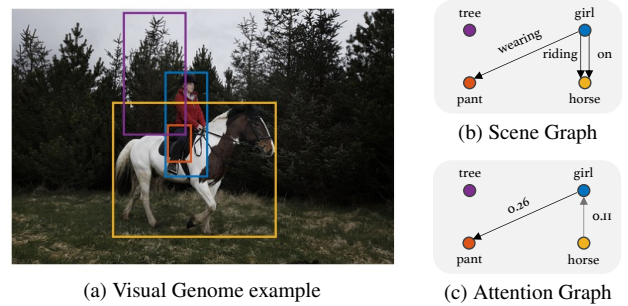 tree
girl
wearing
riding
on
pant
horse
(b) Scene Graph
tree
girl
0.26
0.11
pant
horse
(a) Visual Genome example
(c) Attention Graph